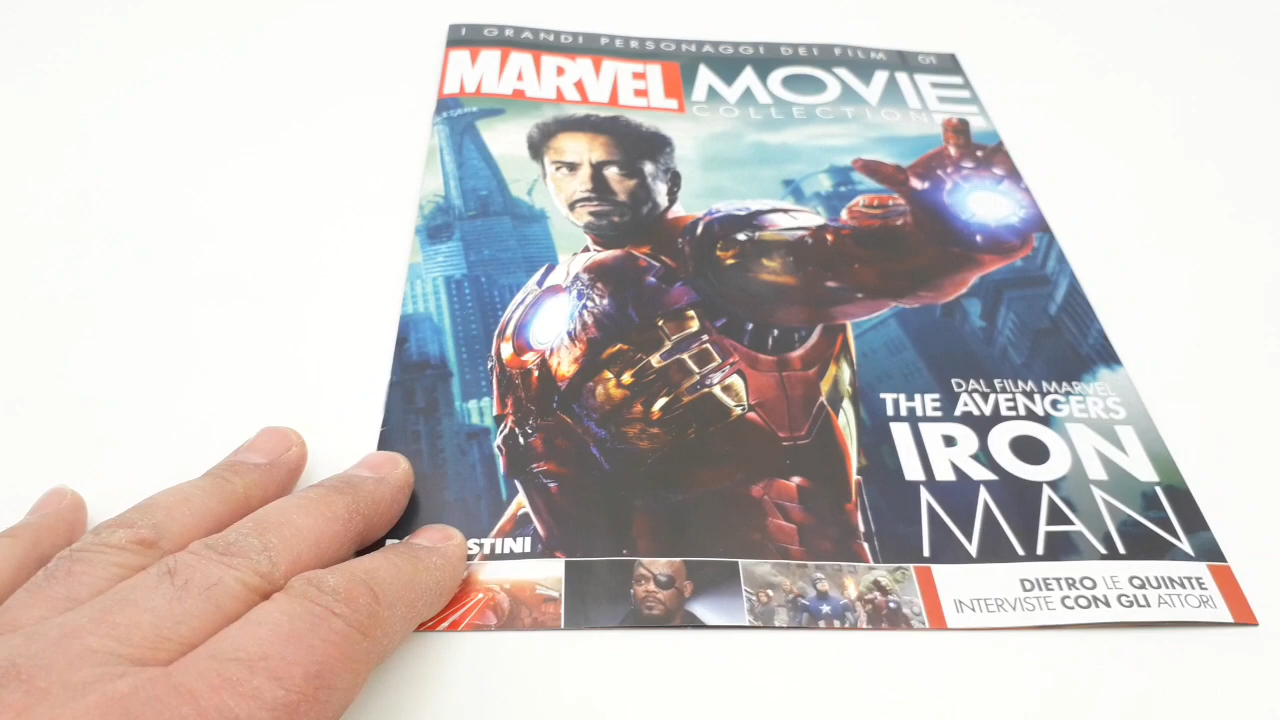 I GRANDI PERSONAGGI DEI FILM 01
MARVEL MOVIE
COLLECTION
STARK
DAL FILM MARVEL
THE AVENGERS
IRON
MAN
DIETRO LE QUINTE
INTERVISTE CON GLI ATTORI